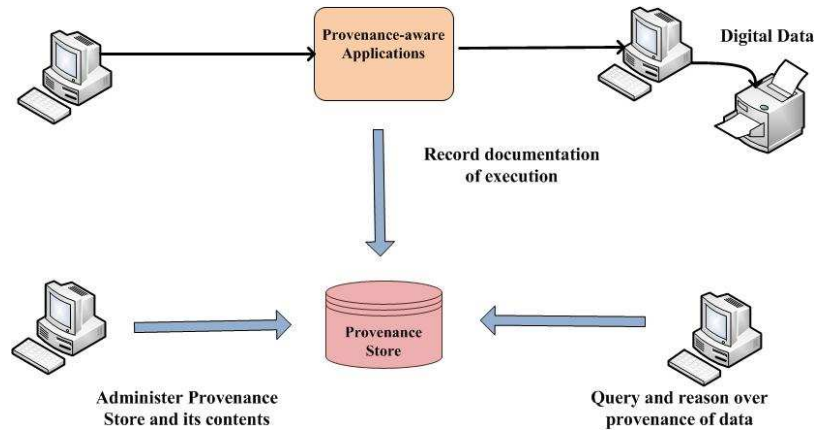 Provenance-aware
Applications
Digital Data
Record documentation
of execution
Provenance
Store
Administer Provenance
Store and its contents
Query and reason over
provenance of data